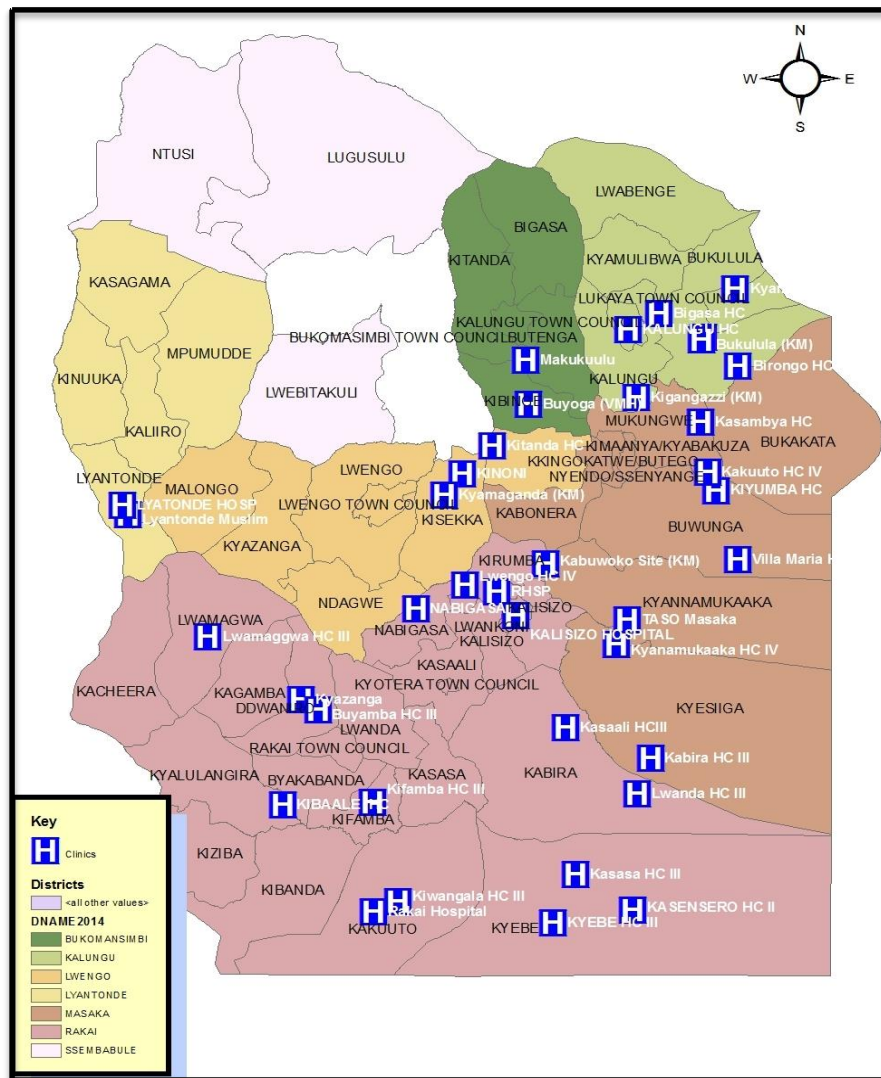 N
W E
S
NTUSI
LUGUSULU
LWABENGE
BIGASA
KITANDA
KYAMULIBWA
BUKULULA
KASAGAMA
LUKAYA TOWN COUNCIL
Bigasa HC
KALUNGU TOWN COUNCIL
KALUNGU HC
BUKOMASIMBI TOWN COUNCIL
BUTENGA
Bukulula (KM)
MPUMUDDE
Makukuulu
Birongo HC
KINUUKA
LWEBITAKULI
KALUNGU
KIBINGE
Buyoga (VMH)
Kigangazzi (KM)
MUKUNGWE
Kasambya HC
KALIIRO
Kitanda HC
KIMAANYA/KYABAKUZA
BUKAKATA
LWENGO
KKINGO
KATWE/BUTEGO
LYANTONDE
KINONI
NYENDO/SSENYANGE
Kakuuto HC IV
MALONGO
Kyamaganda (KM)
KIYUMBA HC
LYATONDE HOSP
LWENGO TOWN COUNCIL
KABONERA
Lyantonde Muslim
KISEKKA
BUWUNGA
KYAZANGA
KIRUMBA
Kabuwoko Site (KM)
Villa Maria H
Lwengo HC IV
RHSP
KYANNAMUKAAKA
NDAGWE
NABIGASA
KALISIZO
TASO Masaka
LWAMAGWA
NABIGASA
LWANKONI
KALISIZO HOSPITAL
Lwamaggwa HC III
KALISIZO
Kyanamukaaka HC IV
KASAALI
KACHEERA
KAGAMBA
KYOTERA TOWN COUNCIL
Kyazanga
KYESIIGA
DDWANIRO
Buyamba HC III
LWANDA
Kasaali HCIII
RAKAI TOWN COUNCIL
Kabira HC III
KYALULANGIRA
BYAKABANDA
KASASA
KABIRA
Kifamba HC III
Lwanda HC III
KIBAALE HC
KIFAMBA
Key
H Clinics
KIZIBA
Kasasa HC III
Districts
KIBANDA
<all other values>
Kiwangala HC III
KASENSERO HC II
DNAME2014
Rakai Hospital
KYEBE
KYEBE HC III
KAKUUTO
BUKOMANSIMBI
KALUNGU
LWENGO
LYANTONDE
MASAKA
RAKAI
SSEMBABULE